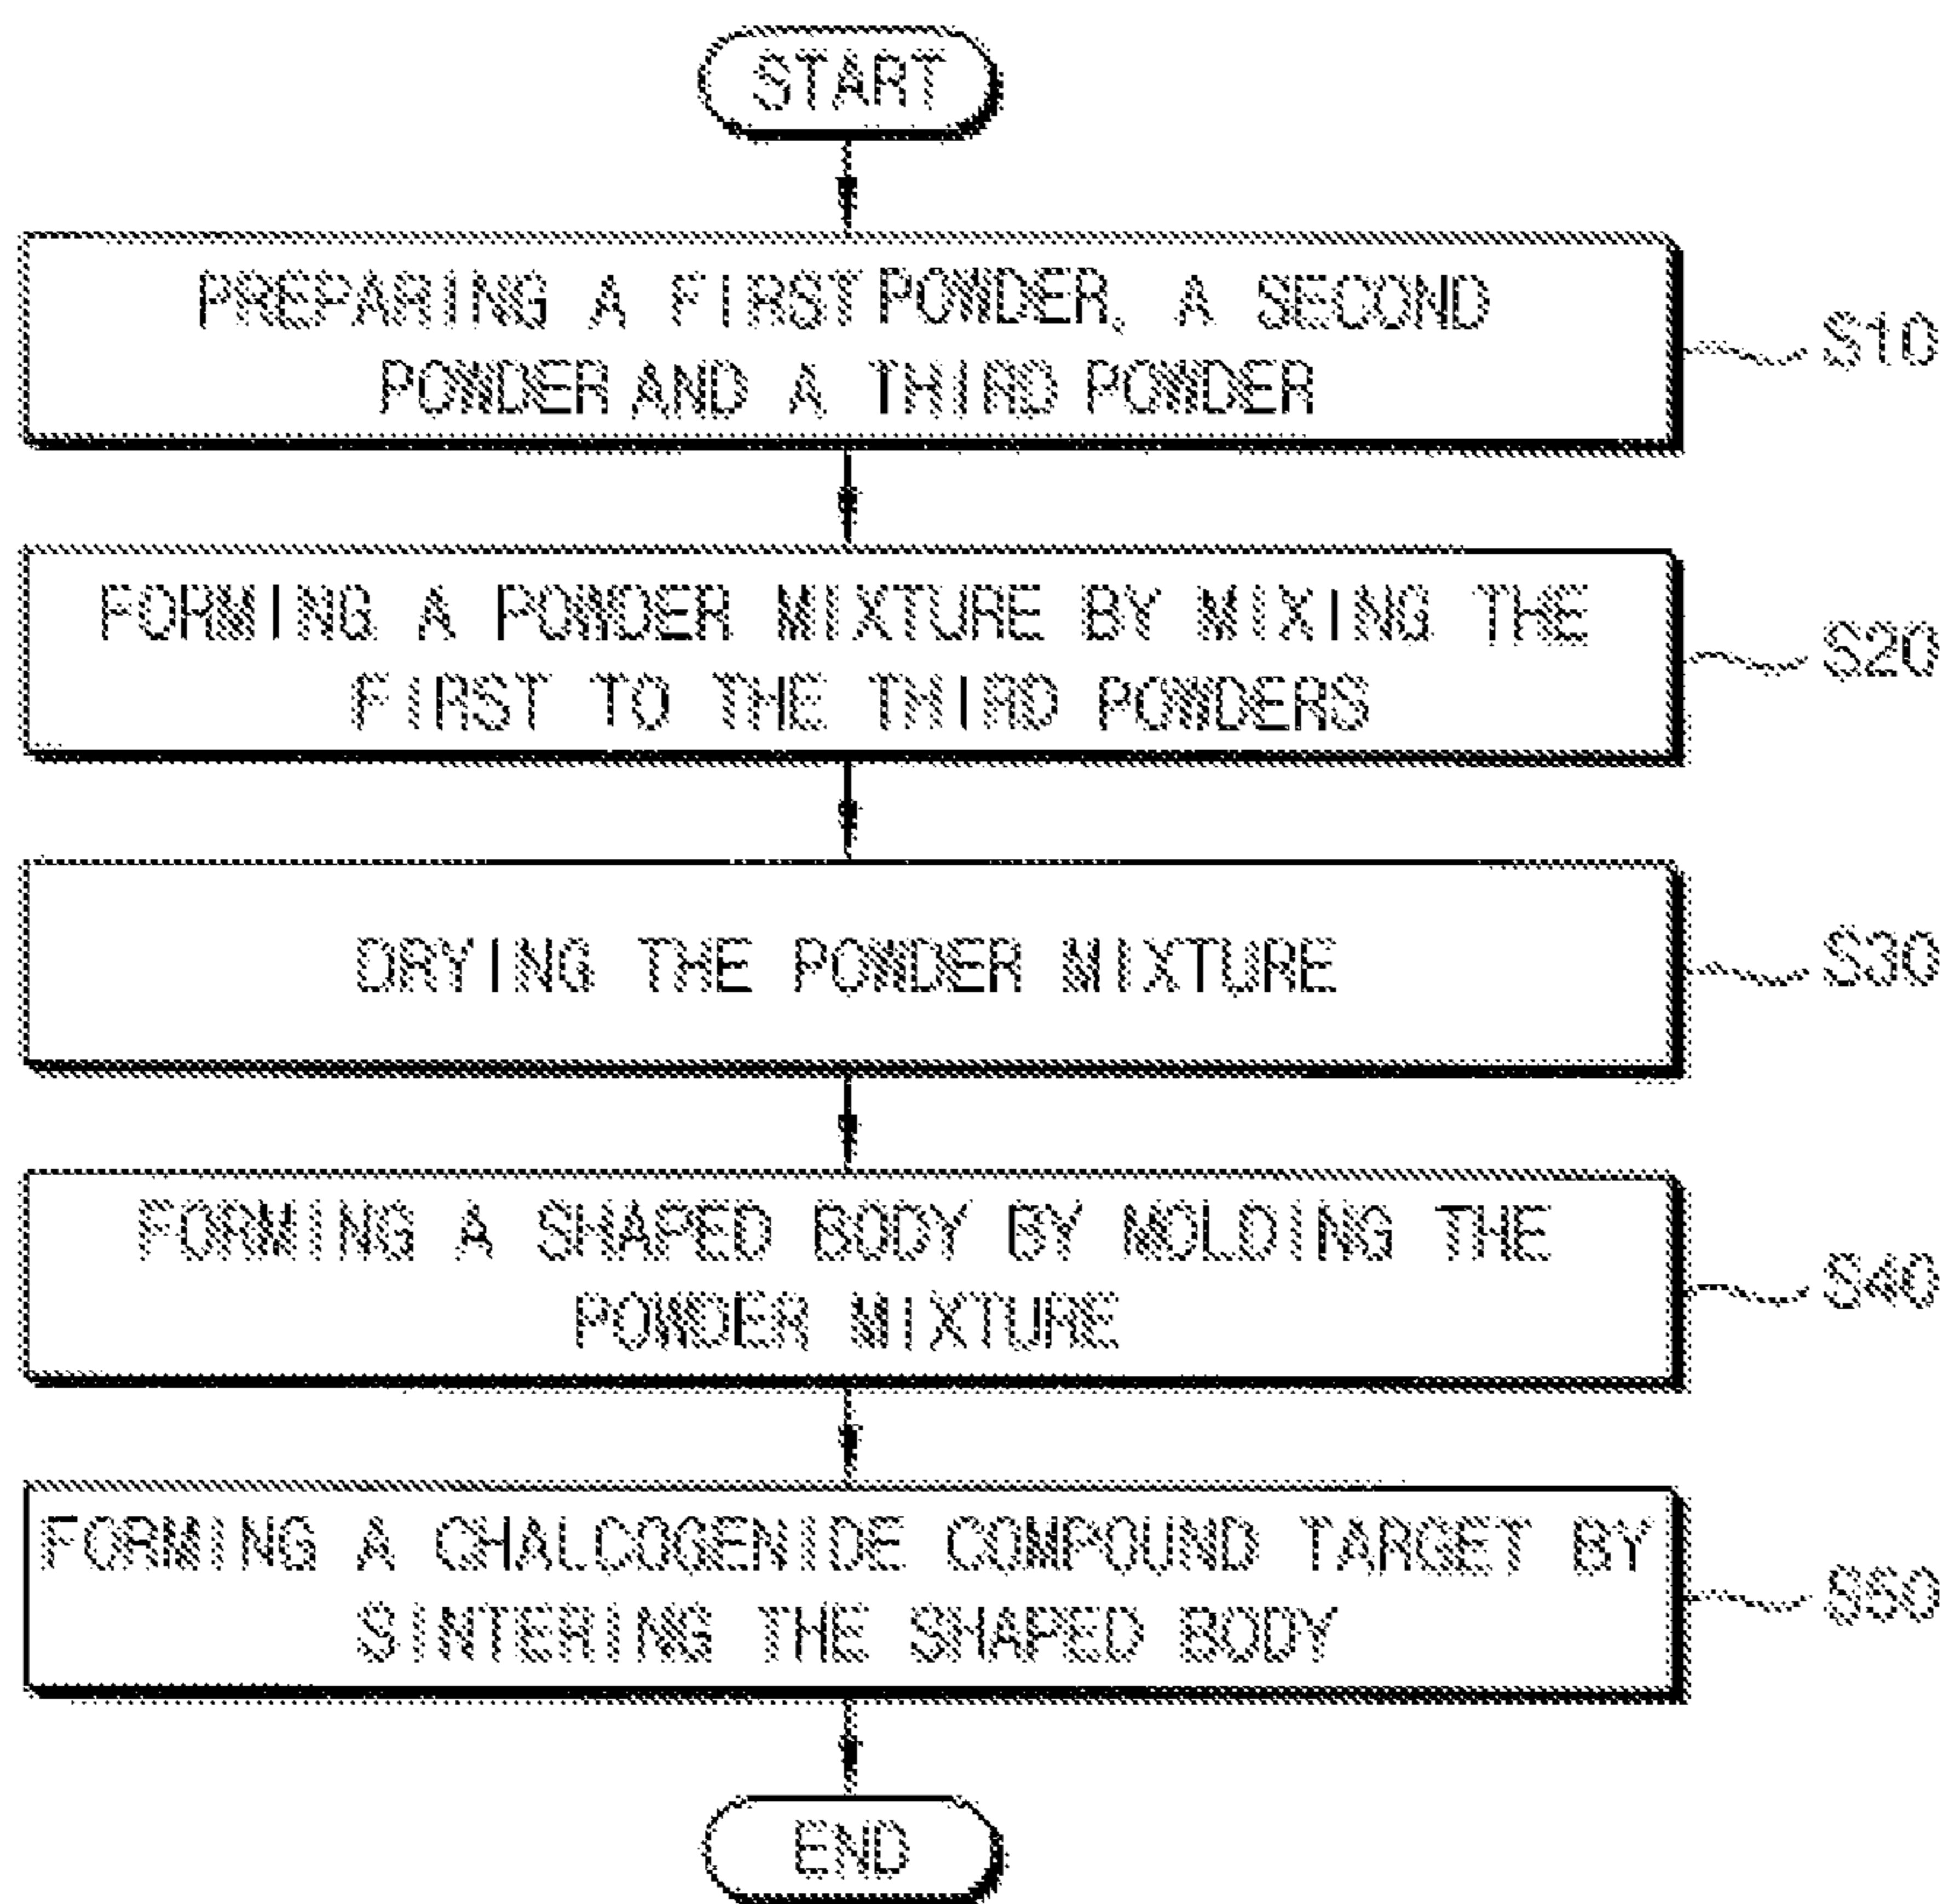 START
PREPARING A FIRST POWDER, A SECOND
POWDER AND A THIRD POWDER
S10
FORMING A POWDER MIXTURE BY MIXING THE
FIRST TO THE THIRD POWDERS
S20
DRYING THE POWDER MIXTURE
S30
FORMING A SHAPED BODY BY MOLDING THE
POWDER MIXTURE
S40
FORMING A CHALCOGENIDE COMPOUND TARGET BY
SINTERING THE SHAPED BODY
S50
END